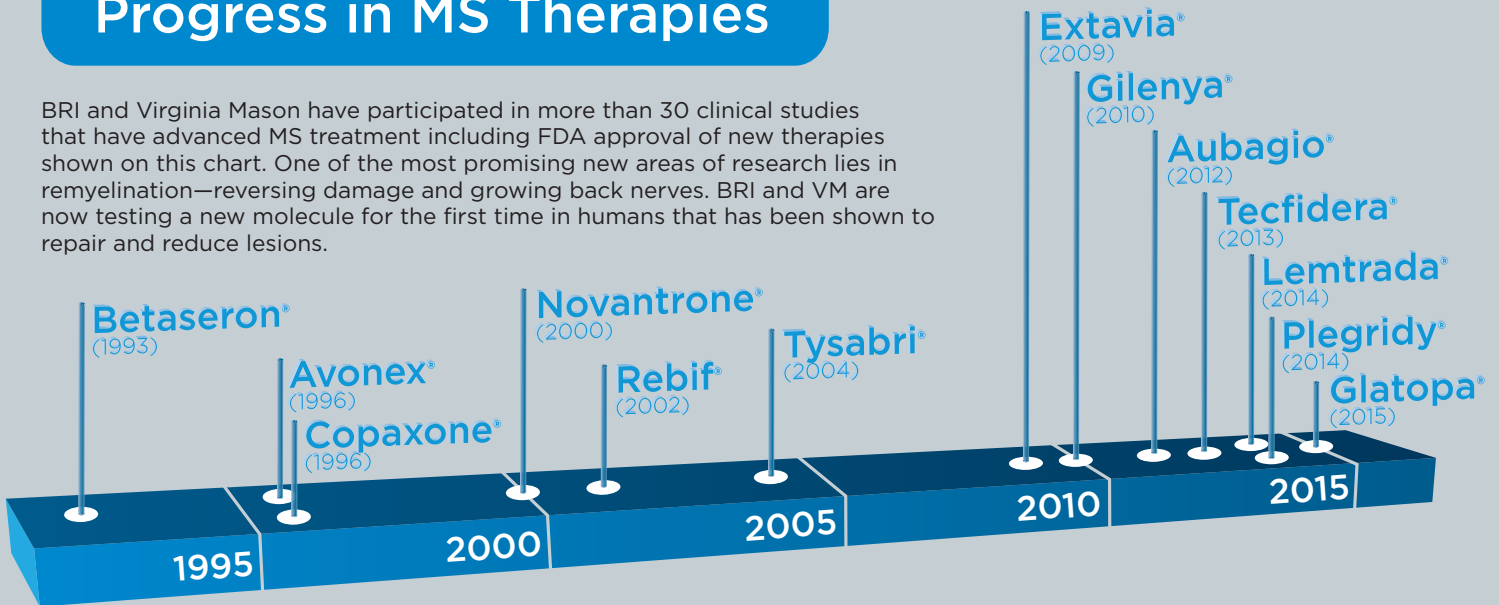 Progress in MS Therapies
BRI and Virginia Mason have participated in more than 30 clinical studies
that have advanced MS treatment including FDA approval of new therapies
shown on this chart. One of the most promising new areas of research lies in
remyelination—reversing damage and growing back nerves. BRI and VM are
now testing a new molecule for the first time in humans that has been shown to
repair and reduce lesions.
Betaseron®
(1993)
Avonex®
(1996)
Copaxone®
(1996)
Novantrone®
(2000)
Rebif®
(2002)
Tysabri®
(2004)
Extavia®
(2009)
Gilenya®
(2010)
Aubagio®
(2012)
Tecfidera®
(2013)
Lemtrada®
(2014)
Plegridy®
(2014)
Glatopa®
(2015)
1995
2000
2005
2010
2015